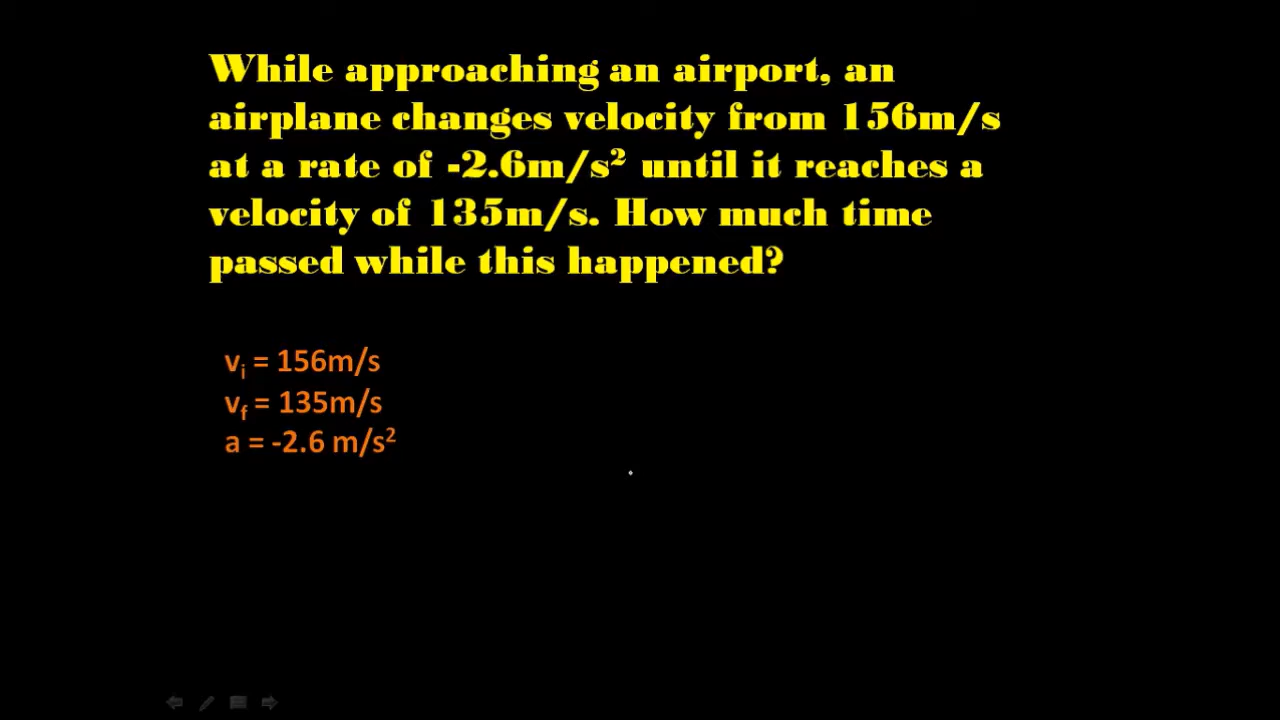 While approaching an airport, an
airplane changes velocity from 156m/s
at a rate of -2.6m/s² until it reaches a
velocity of 135m/s. How much time
passed while this happened?
vᵢ = 156m/s
v_f = 135m/s
a = -2.6 m/s²